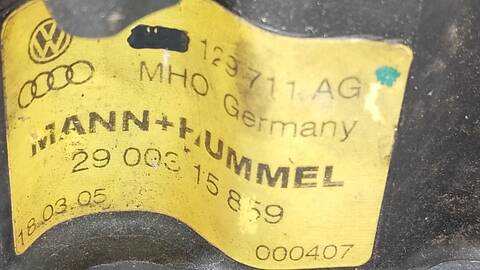 129 711 AG
MHO Germany
MANN+HUMMEL
29 003 15 859
18.03.05
000407